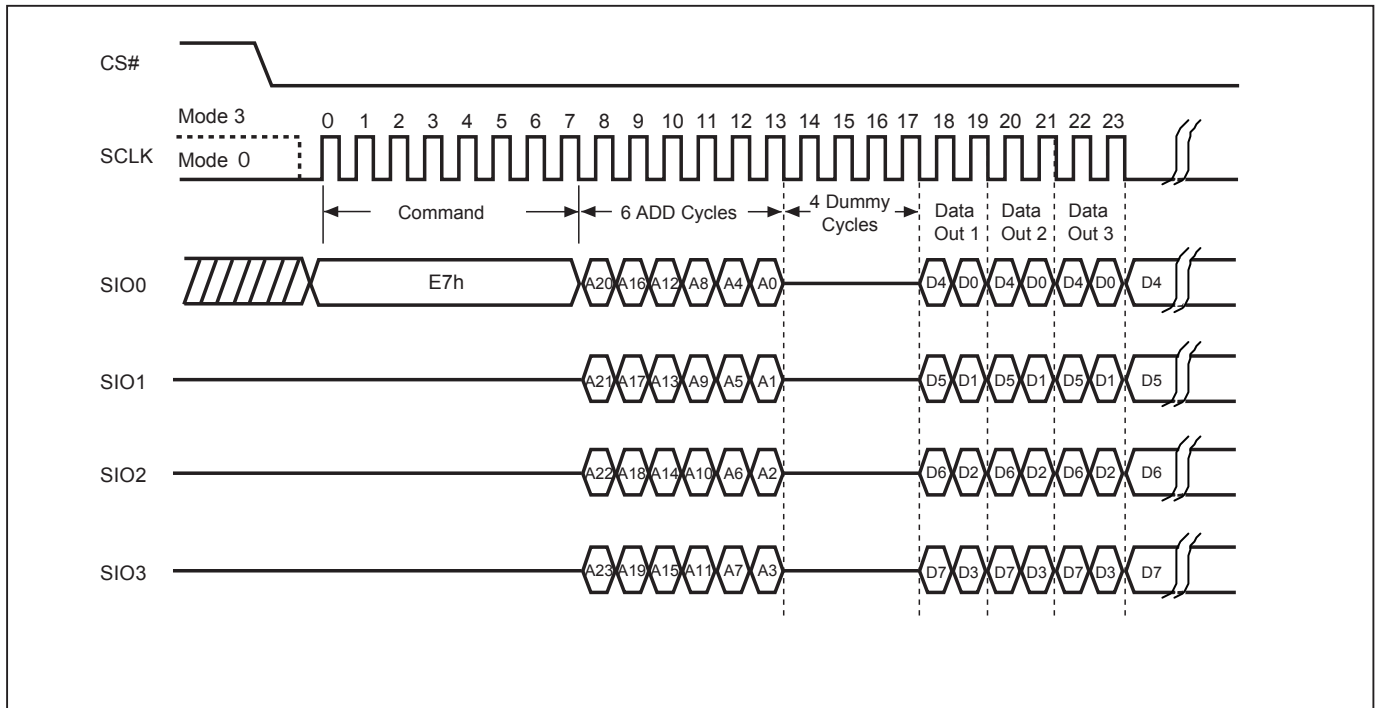 CS#
Mode 3
0 1 2 3 4 5 6 7 8 9 10 11 12 13 14 15 16 17 18 19 20 21 22 23
SCLK
Mode 0
Command
6 ADD Cycles
4 Dummy
Cycles
Data
Out 1
Data
Out 2
Data
Out 3
SIO0
E7h
A20 A16 A12 A8 A4 A0
D4 D0 D4 D0 D4 D0 D4
SIO1
A21 A17 A13 A9 A5 A1
D5 D1 D5 D1 D5 D1 D5
SIO2
A22 A18 A14 A10 A6 A2
D6 D2 D6 D2 D6 D2 D6
SIO3
A23 A19 A15 A11 A7 A3
D7 D3 D7 D3 D7 D3 D7